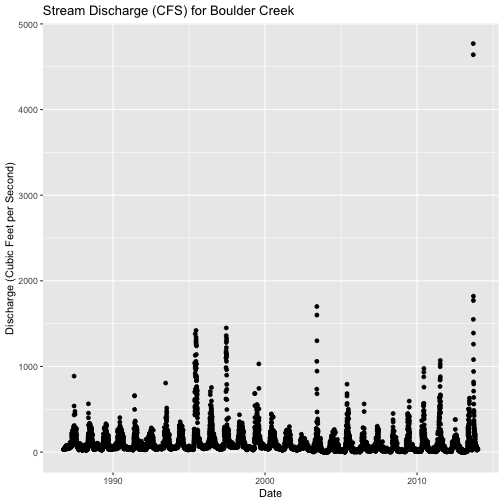 Stream Discharge (CFS) for Boulder Creek
5000
4000
3000
2000
1000
0
Discharge (Cubic Feet per Second)
1990 2000 2010
Date